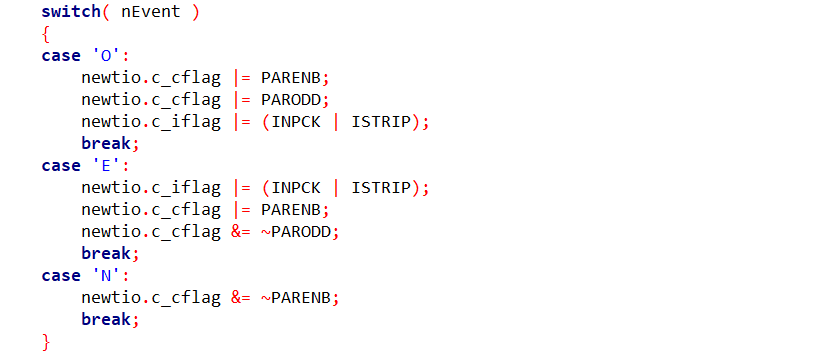 switch( nEvent )
{
case 'O':
newtio.c_cflag |= PARENB;
newtio.c_cflag |= PARODD;
newtio.c_iflag |= (INPCK | ISTRIP);
break;
case 'E':
newtio.c_iflag |= (INPCK | ISTRIP);
newtio.c_cflag |= PARENB;
newtio.c_cflag &= ~PARODD;
break;
case 'N':
newtio.c_cflag &= ~PARENB;
break;
}